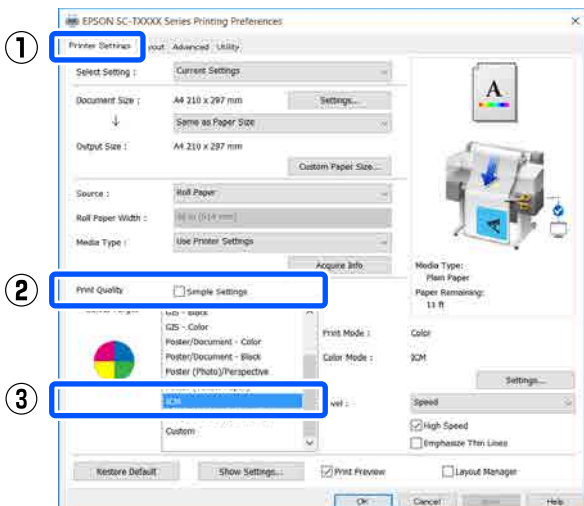 EPSON SC-TXXXX Series Printing Preferences
①
Printer Settings out Advanced Utility
Select Setting : Current Settings
Document Size : A4 210 x 297 mm Settings...
Same as Paper Size
Output Size : A4 210 x 297 mm
Custom Paper Size...
Source : Roll Paper
Roll Paper Width :
Media Type : Use Printer Settings
Acquire Info
Media Type:
Plain Paper
Paper Remaining:
11 ft
②
Print Quality Simple Settings
GIS - Color
Poster/Document - Color
Poster/Document - Black
Poster (Photo)/Perspective
Print Mode : Color
Color Mode : ICM
Settings...
③
ICM
Custom
Speed
High Speed
Emphasize Thin Lines
Restore Default Show Settings... Print Preview Layout Manager
OK Cancel Help
A
A